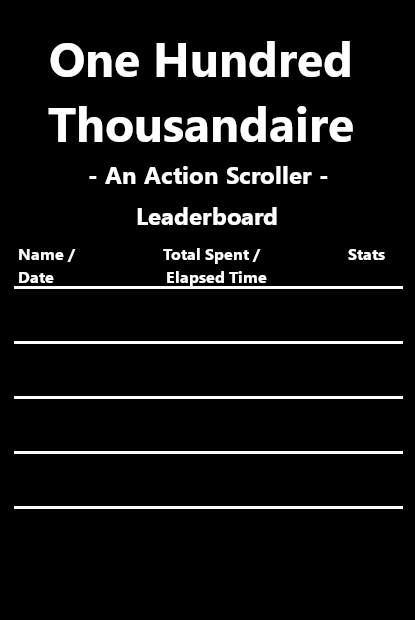 One Hundred
Thousandaire
- An Action Scroller -
Leaderboard
Name / Total Spent / Stats
Date Elapsed Time